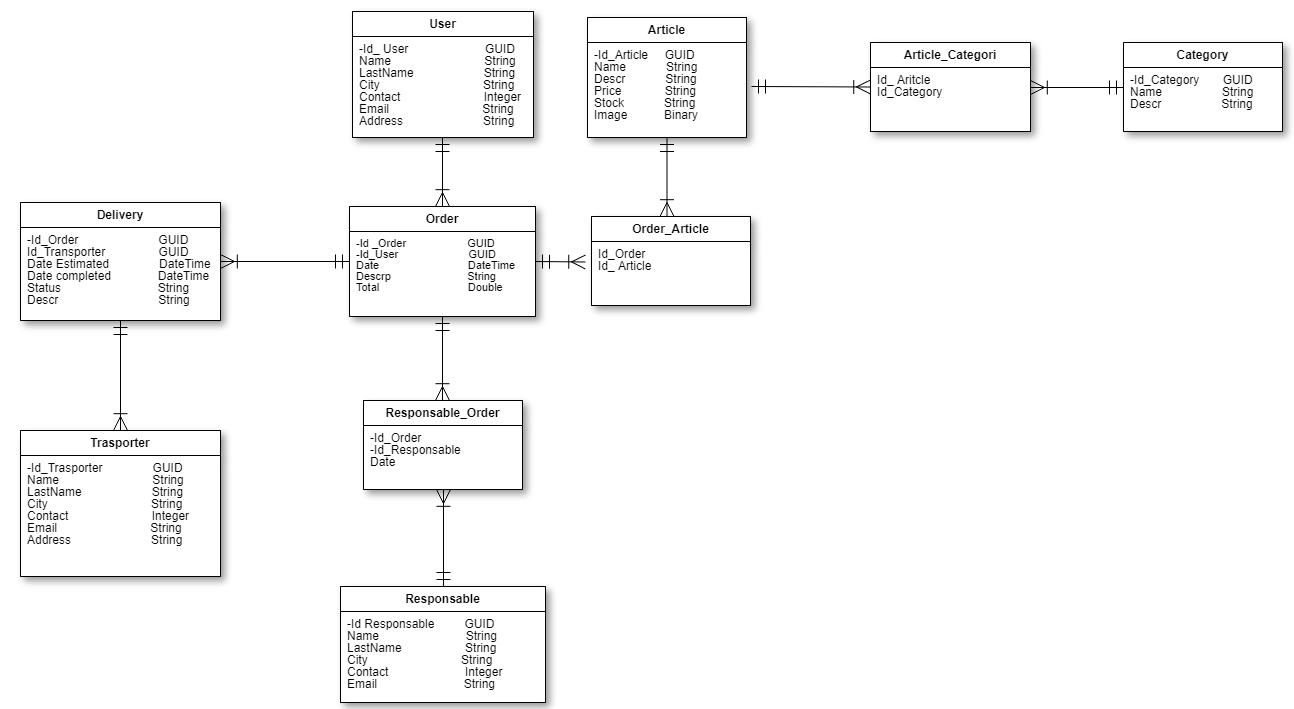 User
-Id_ User GUID
Name String
LastName String
City String
Contact Integer
Email String
Address String
Article
-Id_Article GUID
Name String
Descr String
Price String
Stock String
Image Binary
Article_Categori
Id_ Aritcle
Id_Category
Category
-Id_Category GUID
Name String
Descr String
Delivery
-Id_Order GUID
Id_Transporter GUID
Date Estimated DateTime
Date completed DateTime
Status String
Descr String
Order
-Id _Order GUID
-Id_User GUID
Date DateTime
Descrp String
Total Double
Order_Article
Id_Order
Id_ Article
Responsable_Order
-Id_Order
-Id_Responsable
Date
Trasporter
-Id_Trasporter GUID
Name String
LastName String
City String
Contact Integer
Email String
Address String
Responsable
-Id Responsable GUID
Name String
LastName String
City String
Contact Integer
Email String